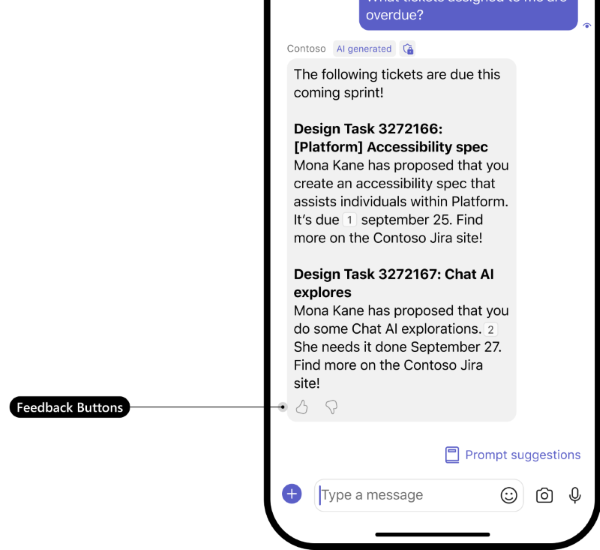 What tickets assigned to me are
overdue?
Contoso AI generated
The following tickets are due this
coming sprint!
Design Task 3272166:
[Platform] Accessibility spec
Mona Kane has proposed that you
create an accessibility spec that
assists individuals within Platform.
It's due 1 september 25. Find
more on the Contoso Jira site!
Design Task 3272167: Chat AI
explores
Mona Kane has proposed that you
do some Chat AI explorations. 2
She needs it done September 27.
Find more on the Contoso Jira
site!
Feedback Buttons
Prompt suggestions
Type a message